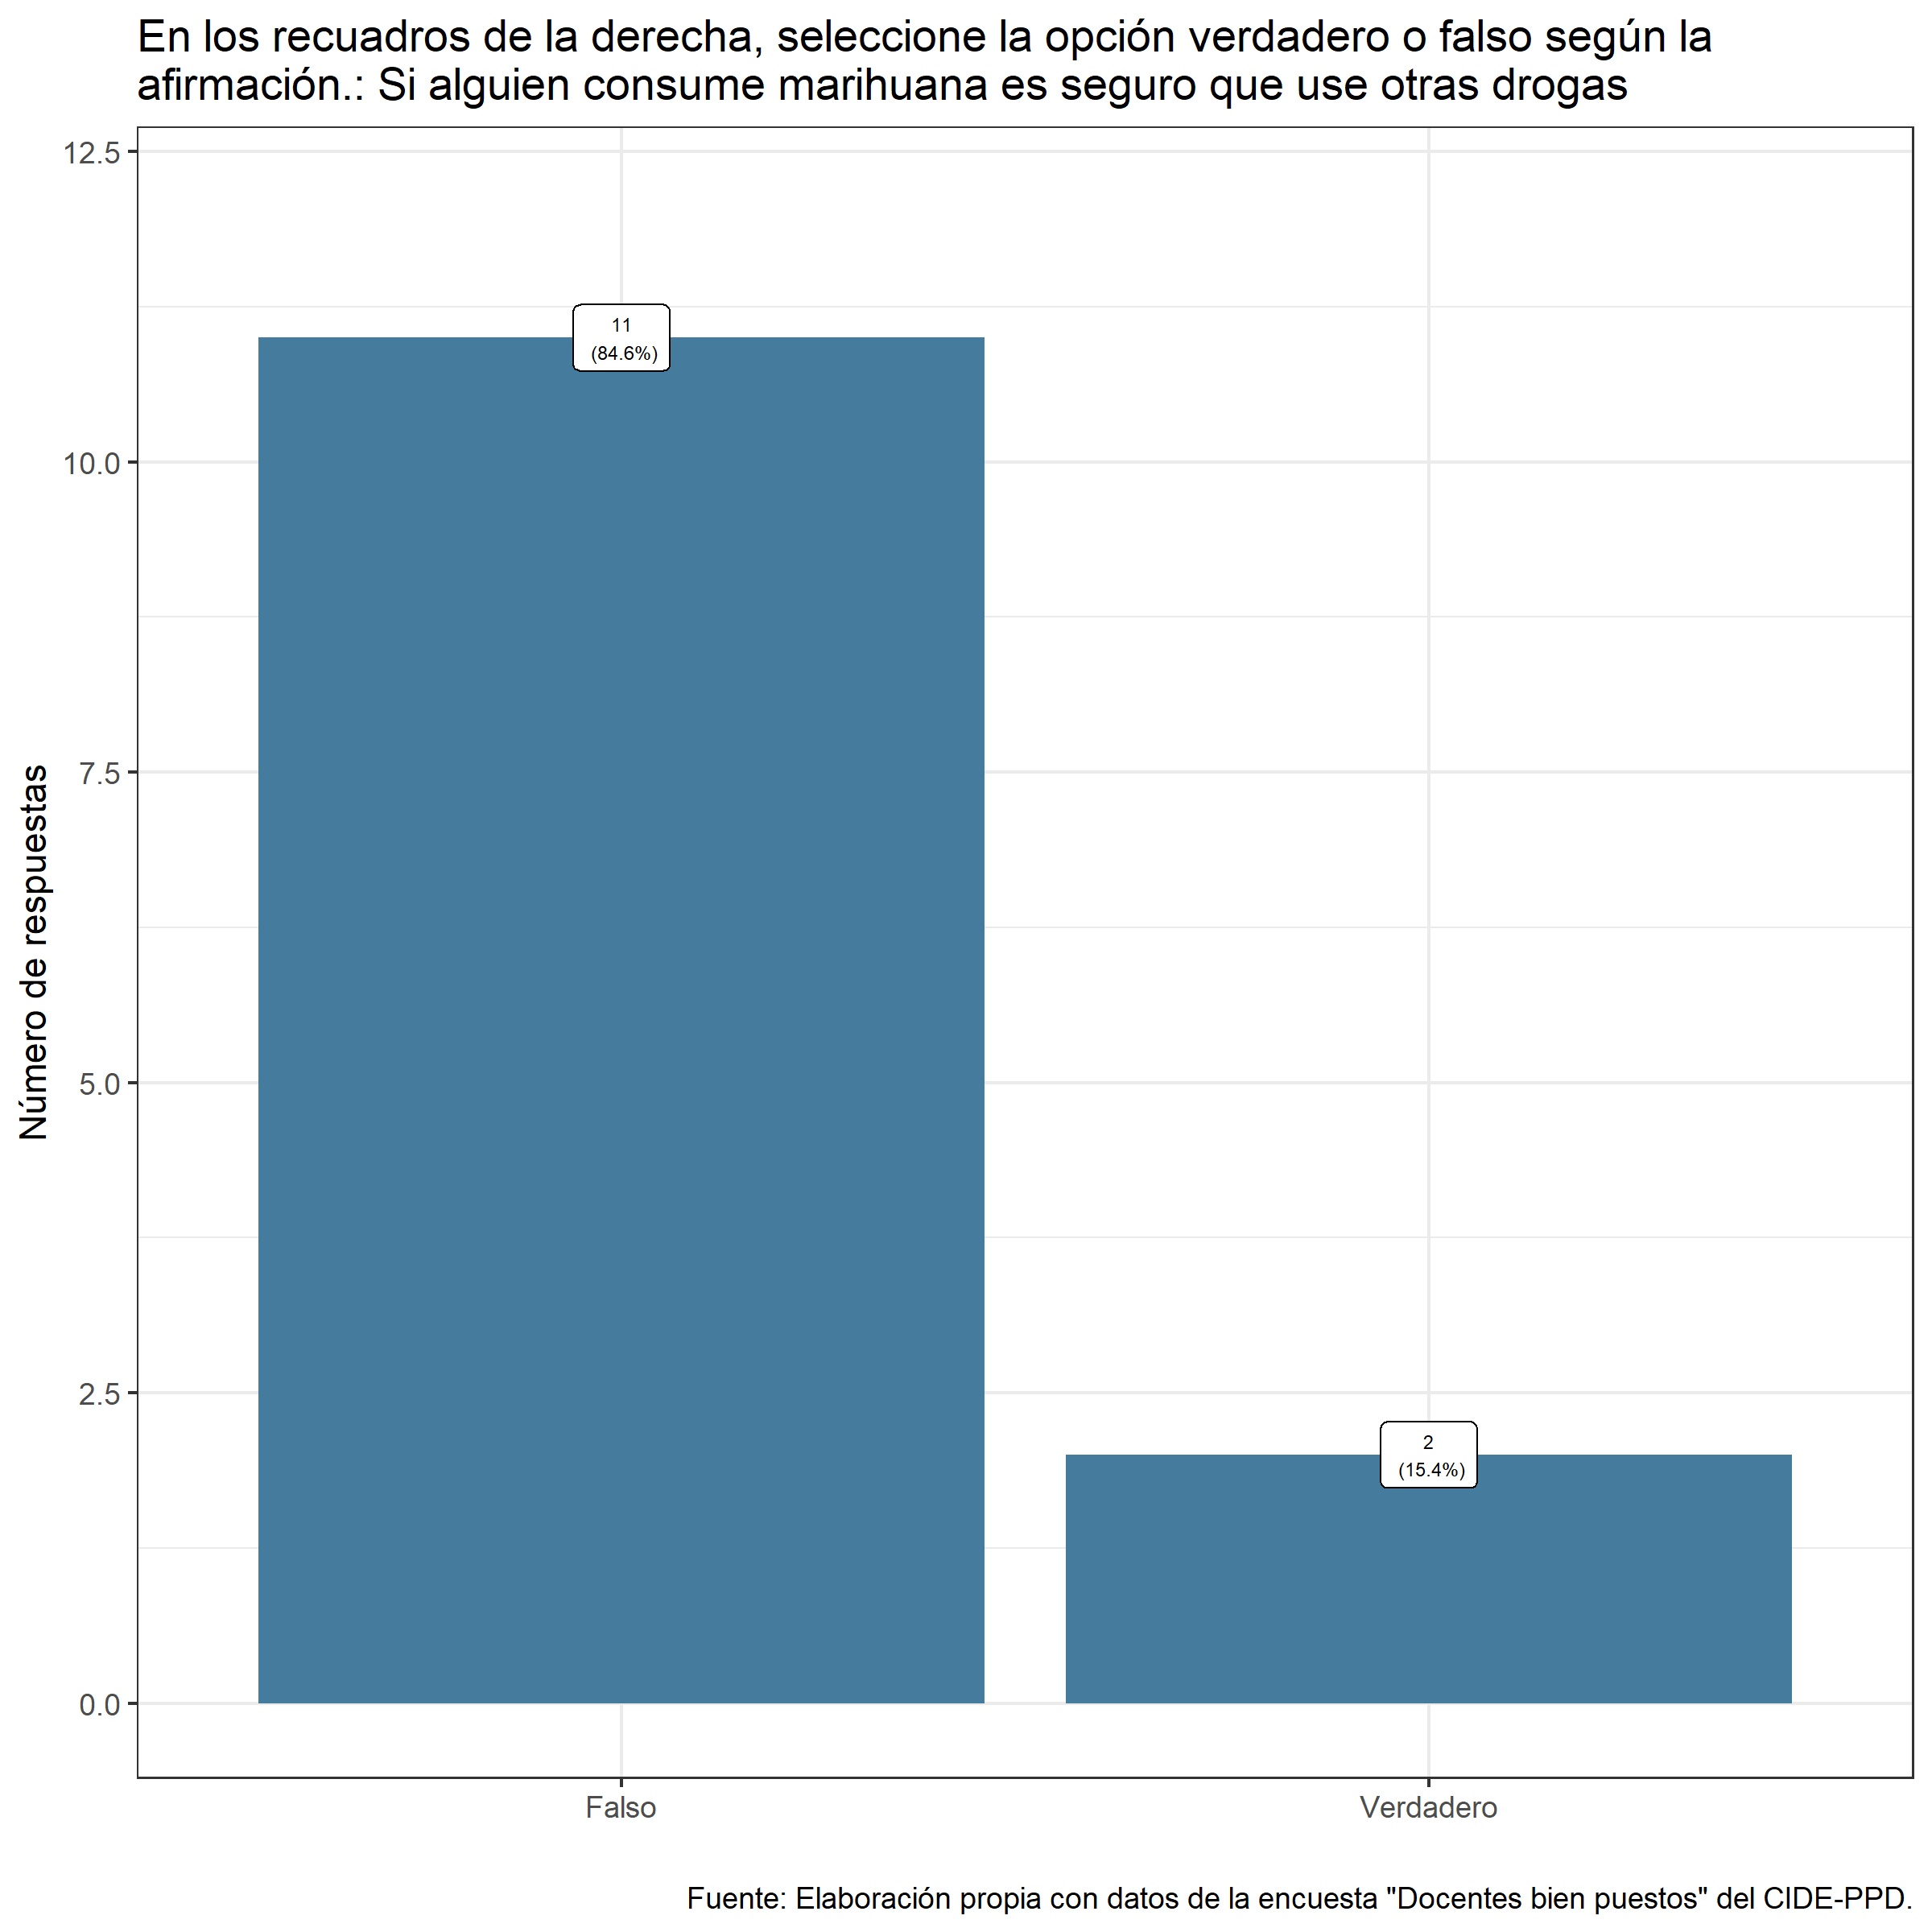 En los recuadros de la derecha, seleccione la opción verdadero o falso según la
afirmación.: Si alguien consume marihuana es seguro que use otras drogas
12.5
10.0
7.5
5.0
2.5
0.0
Número de respuestas
11
(84.6%)
2
(15.4%)
Falso
Verdadero
Fuente: Elaboración propia con datos de la encuesta "Docentes bien puestos" del CIDE-PPD.